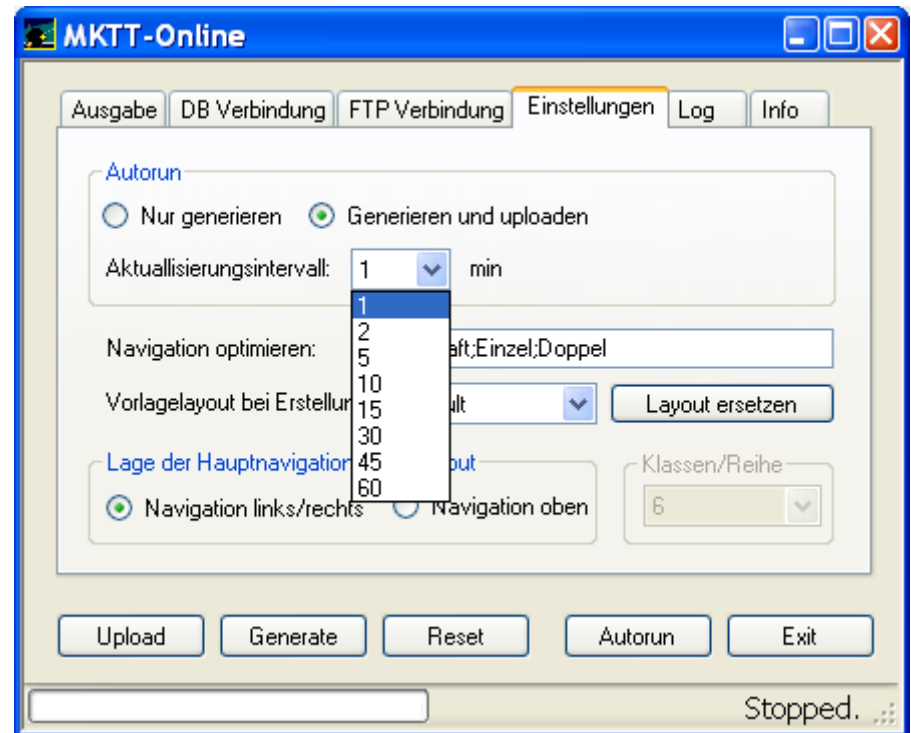 MKTT-Online
Ausgabe DB Verbindung FTP Verbindung Einstellungen Log Info
Autorun
Nur generieren Generieren und uploaden
Aktuallisierungsintervall: 1 min
1
2
5
10
15
30
45
60
Navigation optimieren: aft;Einzel;Doppel
Vorlagelayout bei Erstellu ult Layout ersetzen
Lage der Hauptnavigation out Klassen/Reihe
Navigation links/rechts Navigation oben 6
Upload Generate Reset Autorun Exit
Stopped.